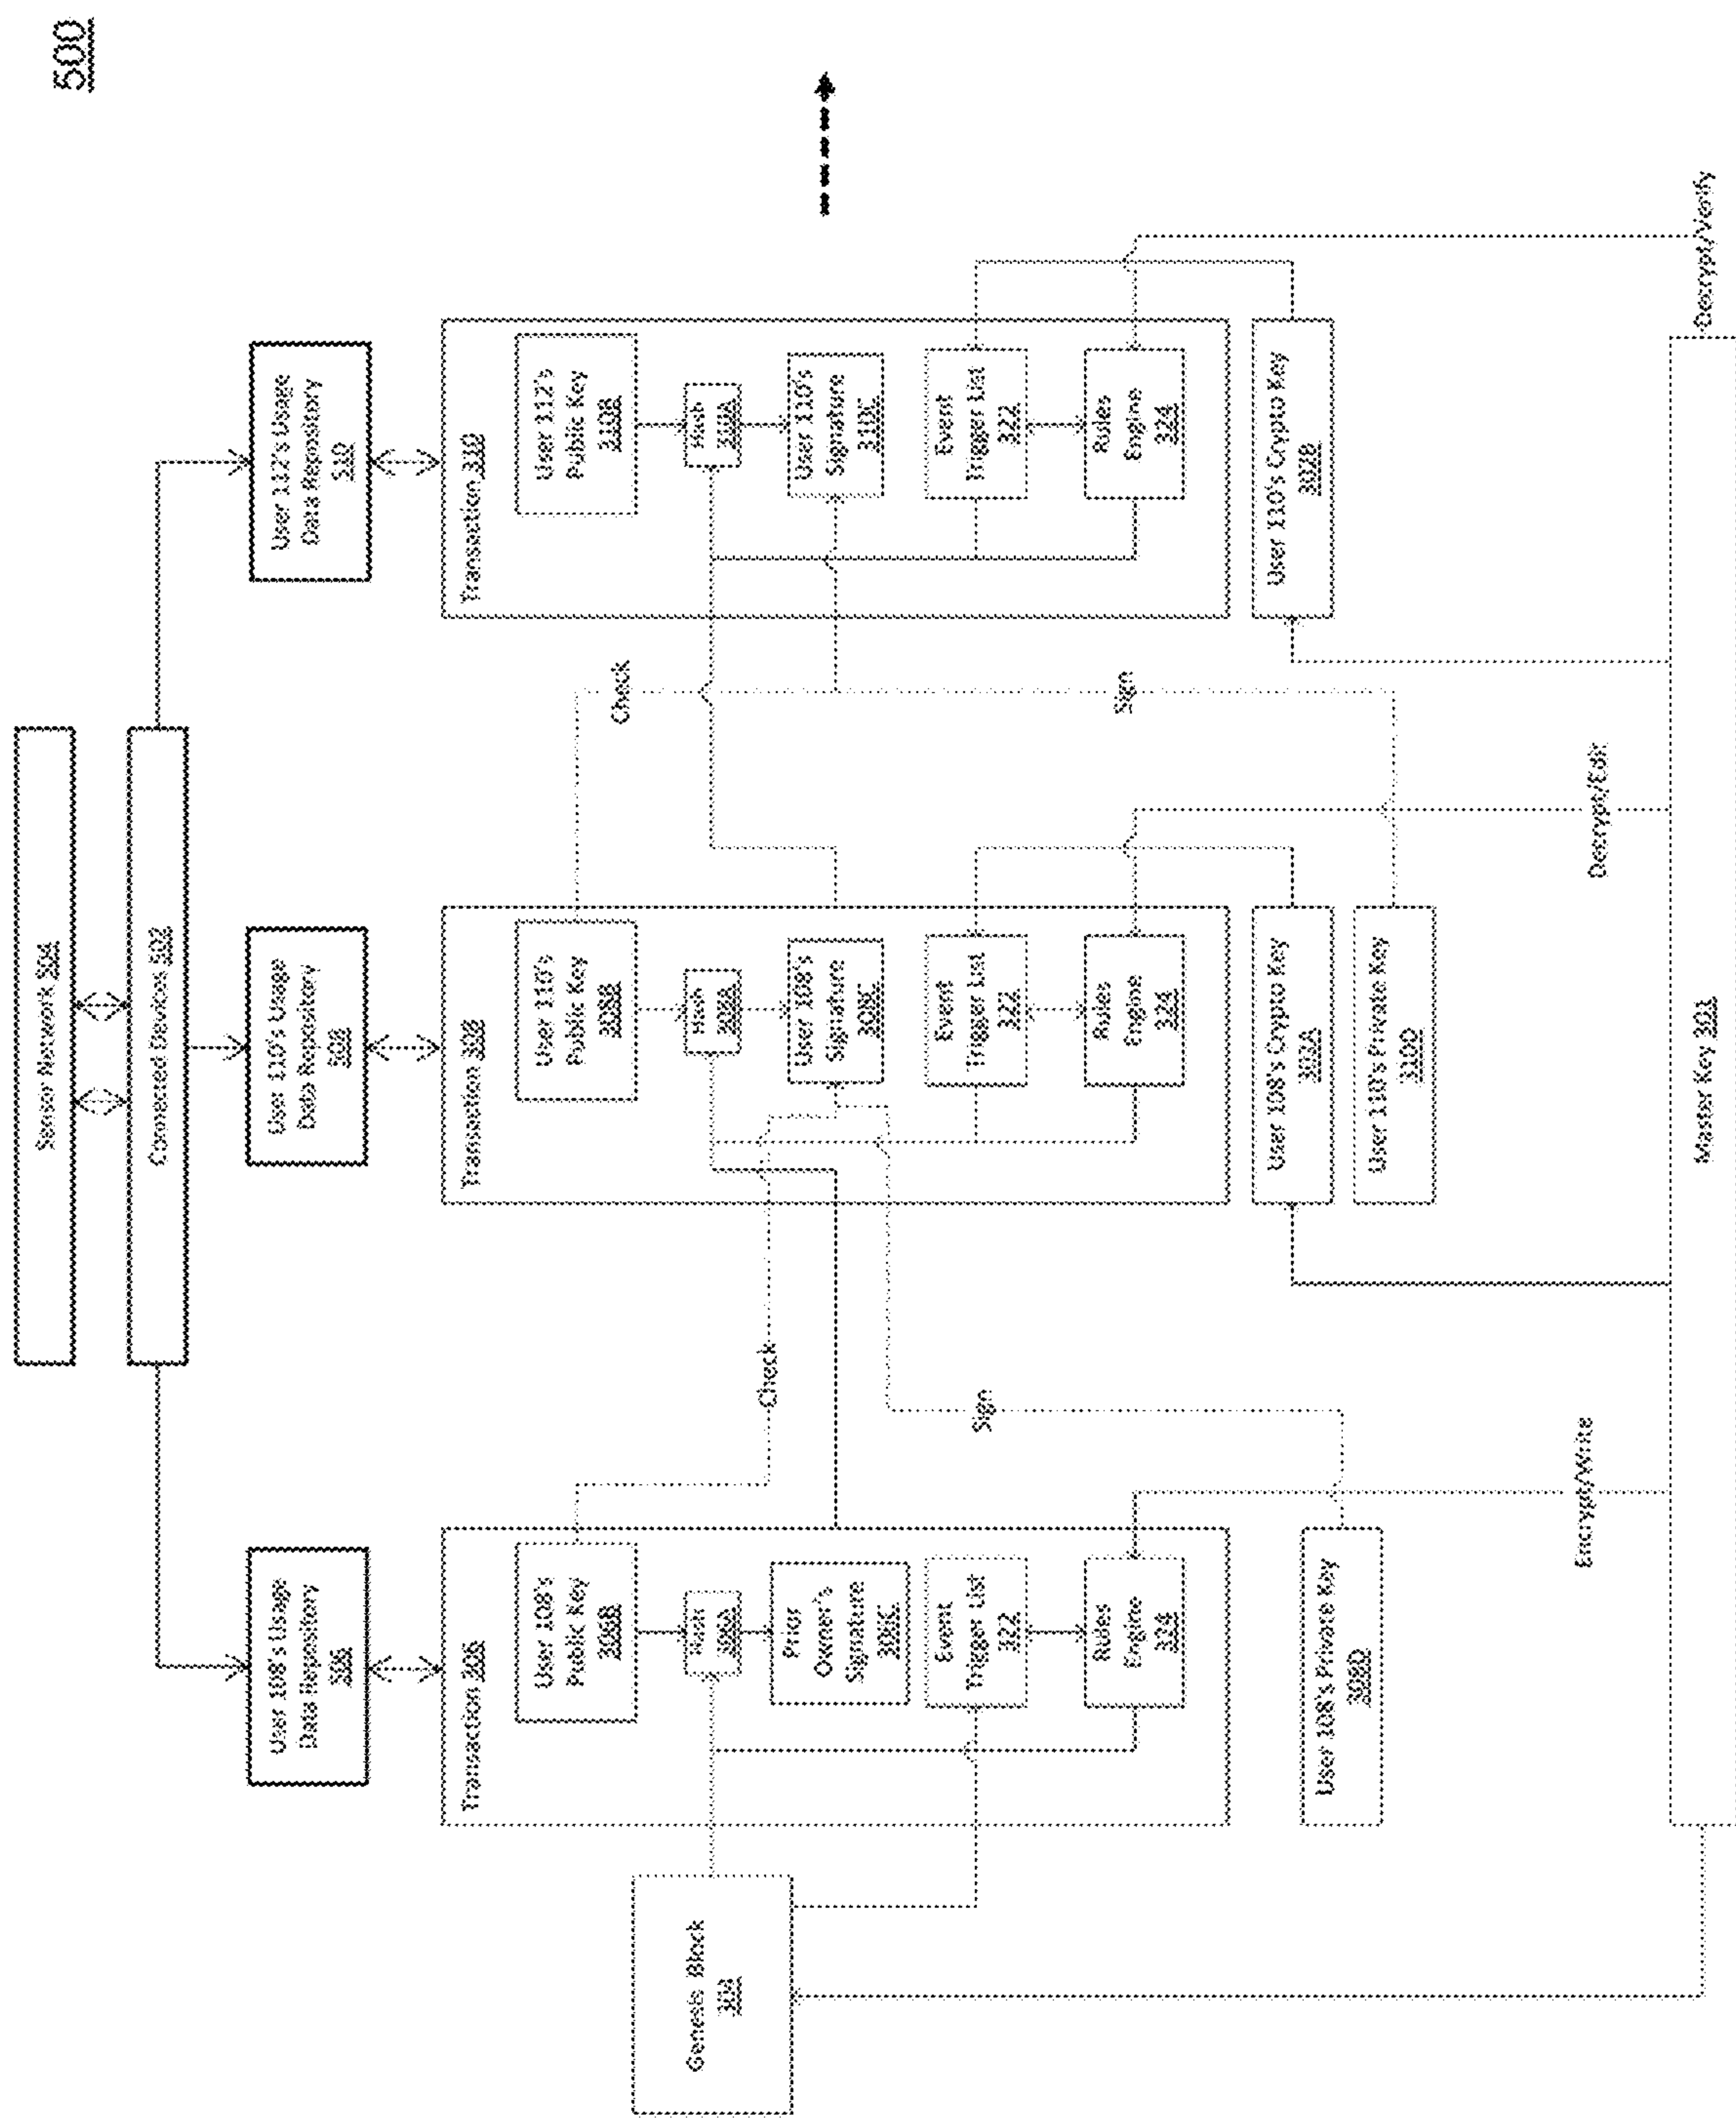 500
Sensor Network 504
Connected Devices 502
User 108's Usage
Data Repository
506
User 110's Usage
Data Repository
508
User 112's Usage
Data Repository
510
Genesis Block
304
Transaction 306
User 108's
Public Key
306B
Hash
306A
Prior
Owner's
Signature
306C
Event
Trigger List
322
Rules
Engine
324
Check
Sign
Transaction 308
User 110's
Public Key
308B
Hash
308A
User 108's
Signature
308C
Event
Trigger List
322
Rules
Engine
324
Check
Sign
Transaction 310
User 112's
Public Key
310B
Hash
310A
User 110's
Signature
310C
Event
Trigger List
322
Rules
Engine
324
User 108's Private Key
User 108's Crypto Key
302A
User 110's Private Key
User 110's Crypto Key
302B
Encrypt/Write
Decrypt/Edit
Decrypt/Verify
Master Key 301